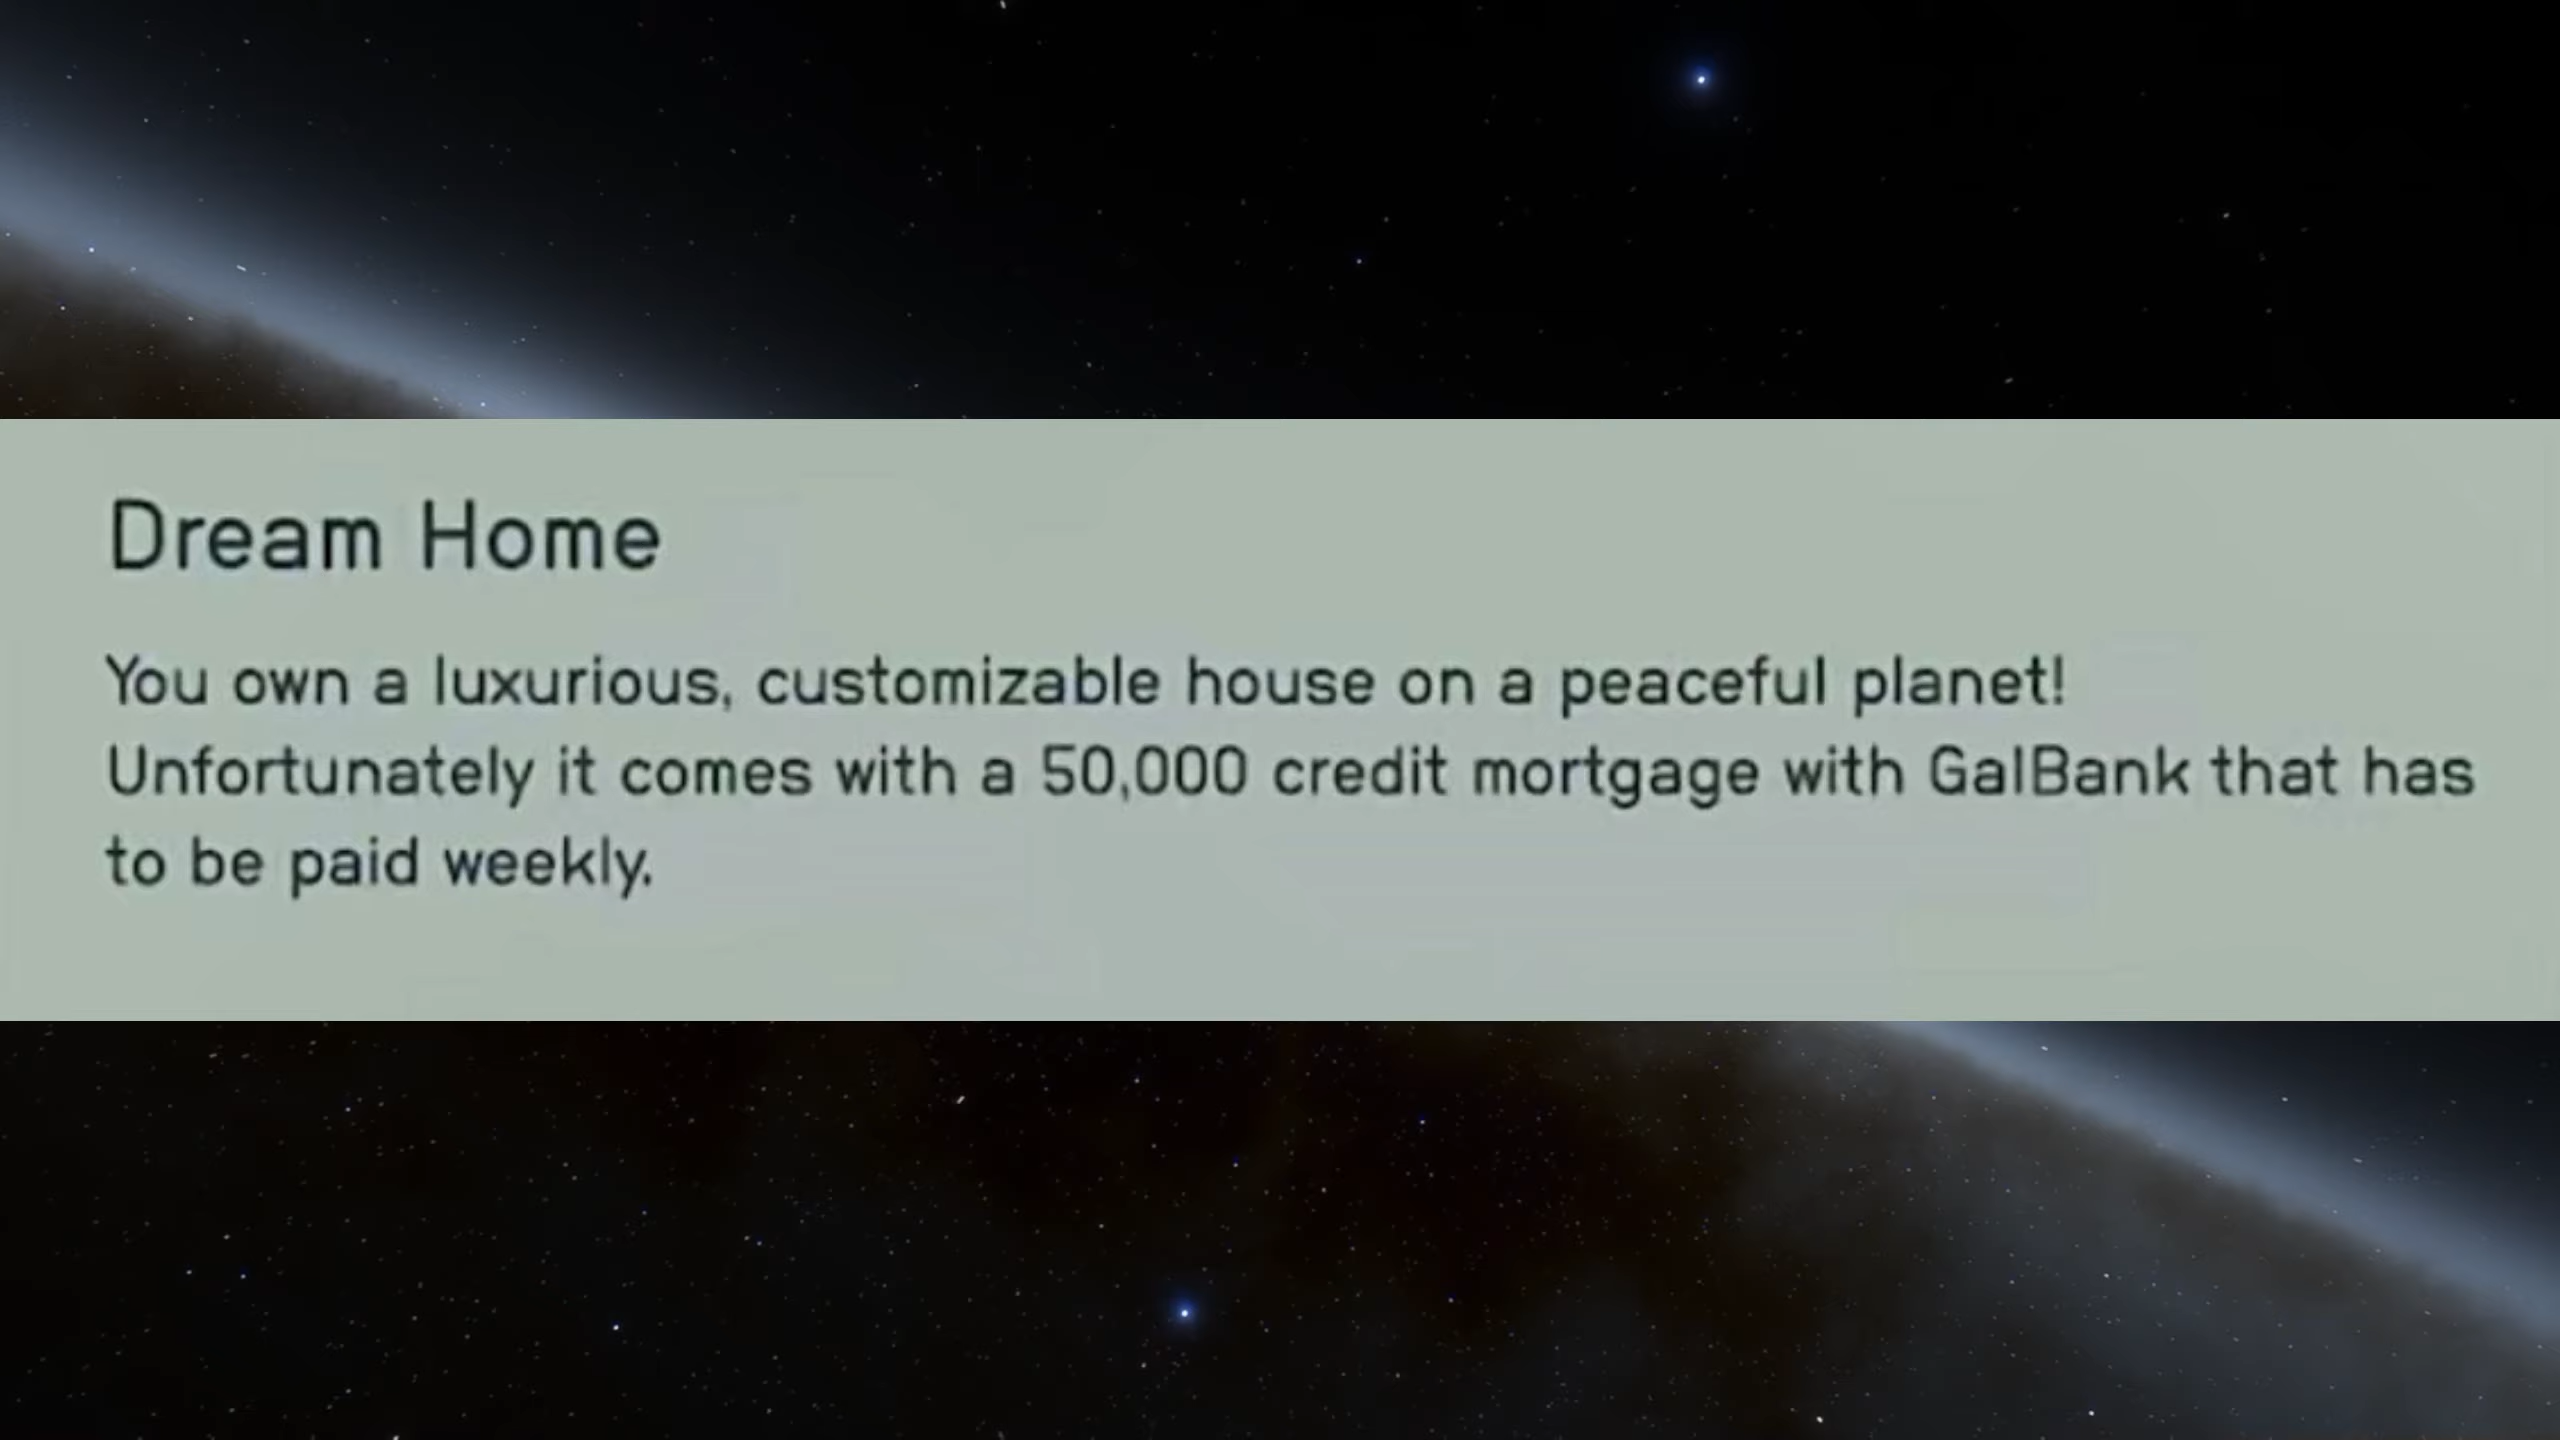 Dream Home
You own a luxurious, customizable house on a peaceful planet!
Unfortunately it comes with a 50,000 credit mortgage with GalBank that has
to be paid weekly.